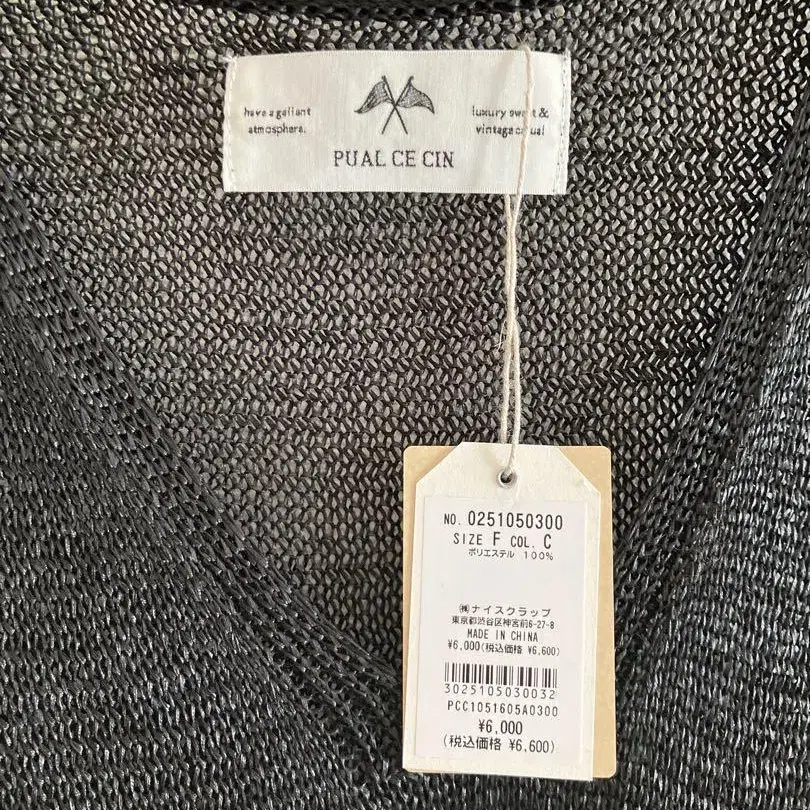 have a gallant
atmosphere.
luxury sweet &
vintage casual
PUAL CE CIN
NO. 0251050300
SIZE F COL. C
ポリエステル 100%
㈱ナイスクラップ
東京都渋谷区神宮前6-27-8
MADE IN CHINA
¥6,000(税込価格 ¥6,600)
3025105030032
PCC1051605A0300
¥6,000
(税込価格 ¥6,600)